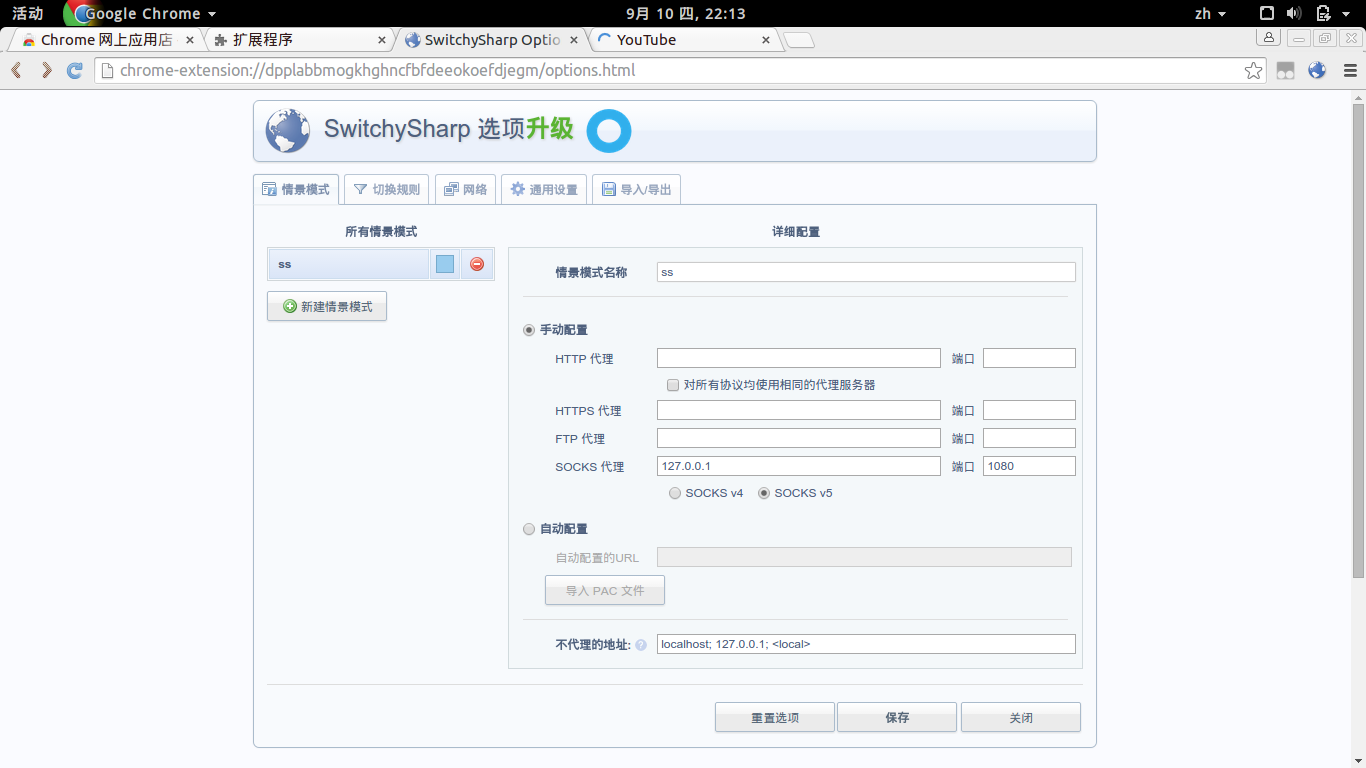 活动 Google Chrome 9月 10 四, 22:13 zh
Chrome 网上应用店 扩展程序 SwitchySharp Optio YouTube
chrome-extension://dpplabbmogkhghncfbfdeeokoefdjegm/options.html
SwitchySharp 选项升级
情景模式 切换规则 网络 通用设置 导入/导出
所有情景模式 详细配置
ss
新建情景模式
情景模式名称 ss
手动配置
HTTP 代理 端口
对所有协议均使用相同的代理服务器
HTTPS 代理 端口
FTP 代理 端口
SOCKS 代理 127.0.0.1 端口 1080
SOCKS v4 SOCKS v5
自动配置
自动配置的URL
导入 PAC 文件
不代理的地址: ? localhost; 127.0.0.1; <local>
重置选项 保存 关闭